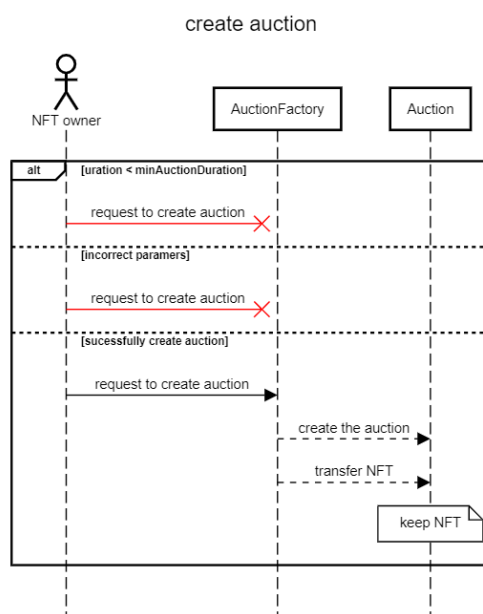 create auction
NFT owner
AuctionFactory
Auction
alt
[uration < minAuctionDuration]
request to create auction
[incorrect paramers]
request to create auction
[sucessfully create auction]
request to create auction
create the auction
transfer NFT
keep NFT